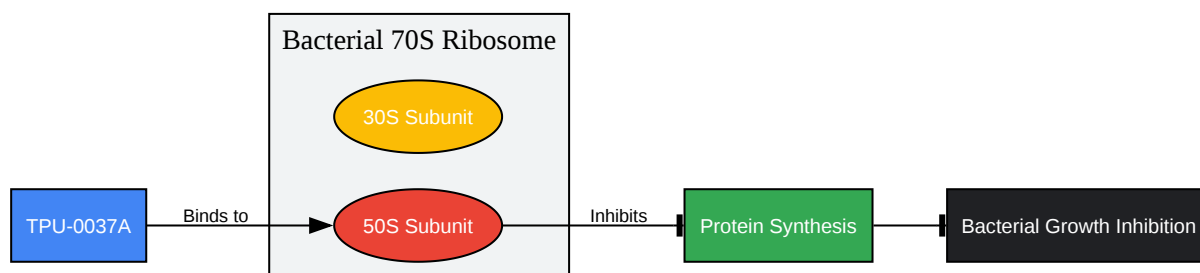 Bacterial 70S Ribosome
30S Subunit
TPU-0037A
Binds to
50S Subunit
Inhibits
Protein Synthesis
Bacterial Growth Inhibition